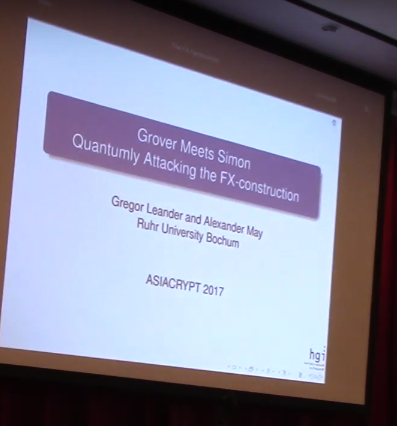 Grover Meets Simon
Quantumly Attacking the FX-construction
Gregor Leander and Alexander May
Ruhr University Bochum
ASIACRYPT 2017
hgi